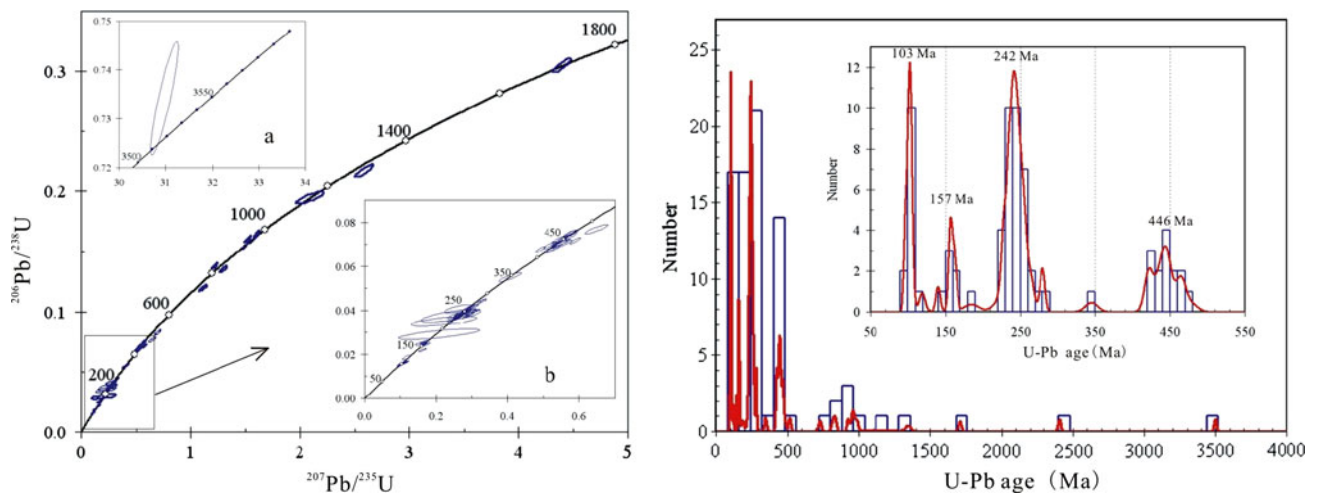 0.3
0.2
0.1
0.0
0 1 2 3 4 5
²⁰⁶Pb/²³⁸U
²⁰⁷Pb/²³⁵U
200
600
1000
1400
1800
0.75
0.74
0.73
0.72
30 31 32 33 34
3500
3550
a
0.08
0.06
0.04
0.02
0.00
0.0 0.2 0.4 0.6
50
150
250
350
450
b
25
20
15
10
5
0
Number
0 500 1000 1500 2000 2500 3000 3500 4000
U-Pb age (Ma)
12
10
8
6
4
2
0
Number
103 Ma
157 Ma
242 Ma
446 Ma
50 150 250 350 450 550
U-Pb age (Ma)